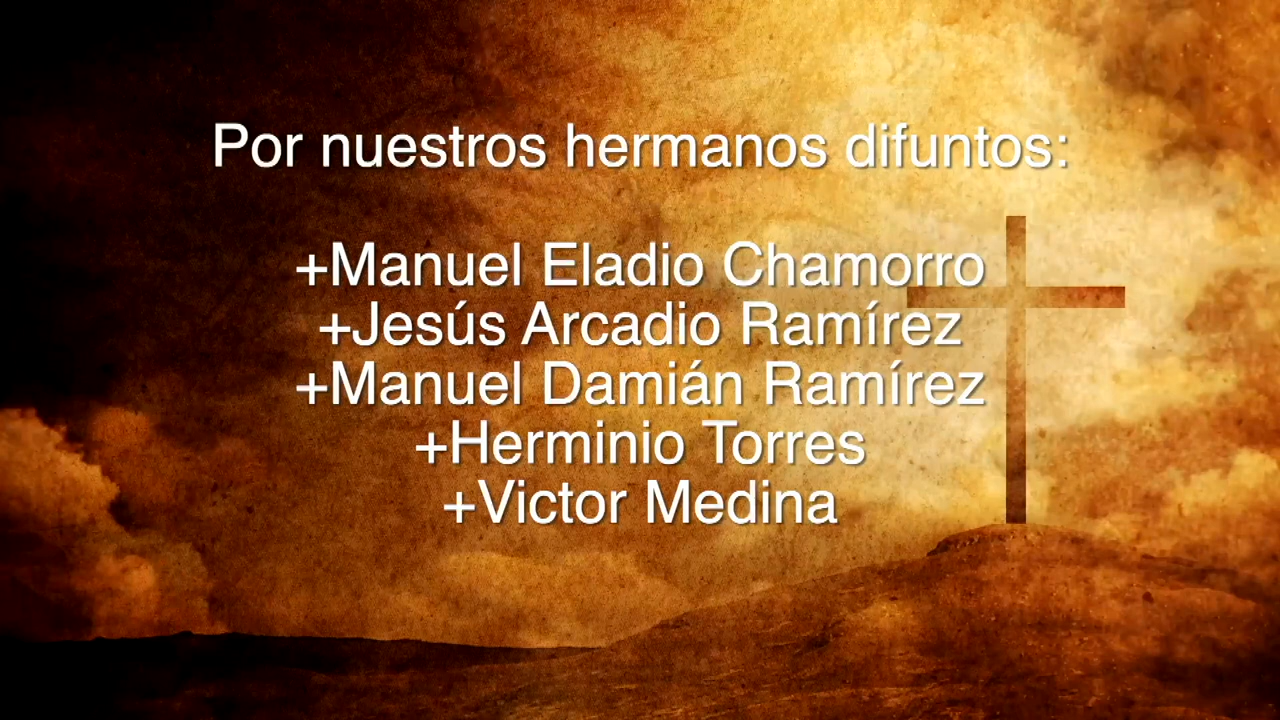 Por nuestros hermanos difuntos:
+Manuel Eladio Chamorro
+Jesús Arcadio Ramírez
+Manuel Damián Ramírez
+Herminio Torres
+Victor Medina